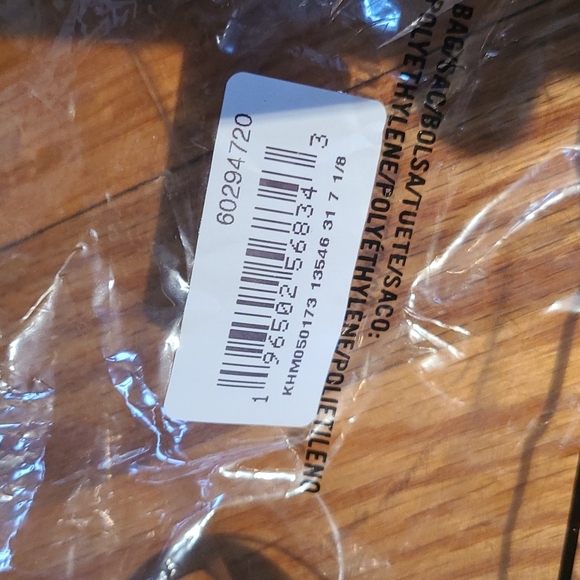 60294720
1 96502 56834 3
KHM050173 13546 31 7 1/8
BAG/SAC/BOLSA/TUETE/SACO:
POLYETHYLENE/POLYÉTHYLÈNE/POLIETILENO